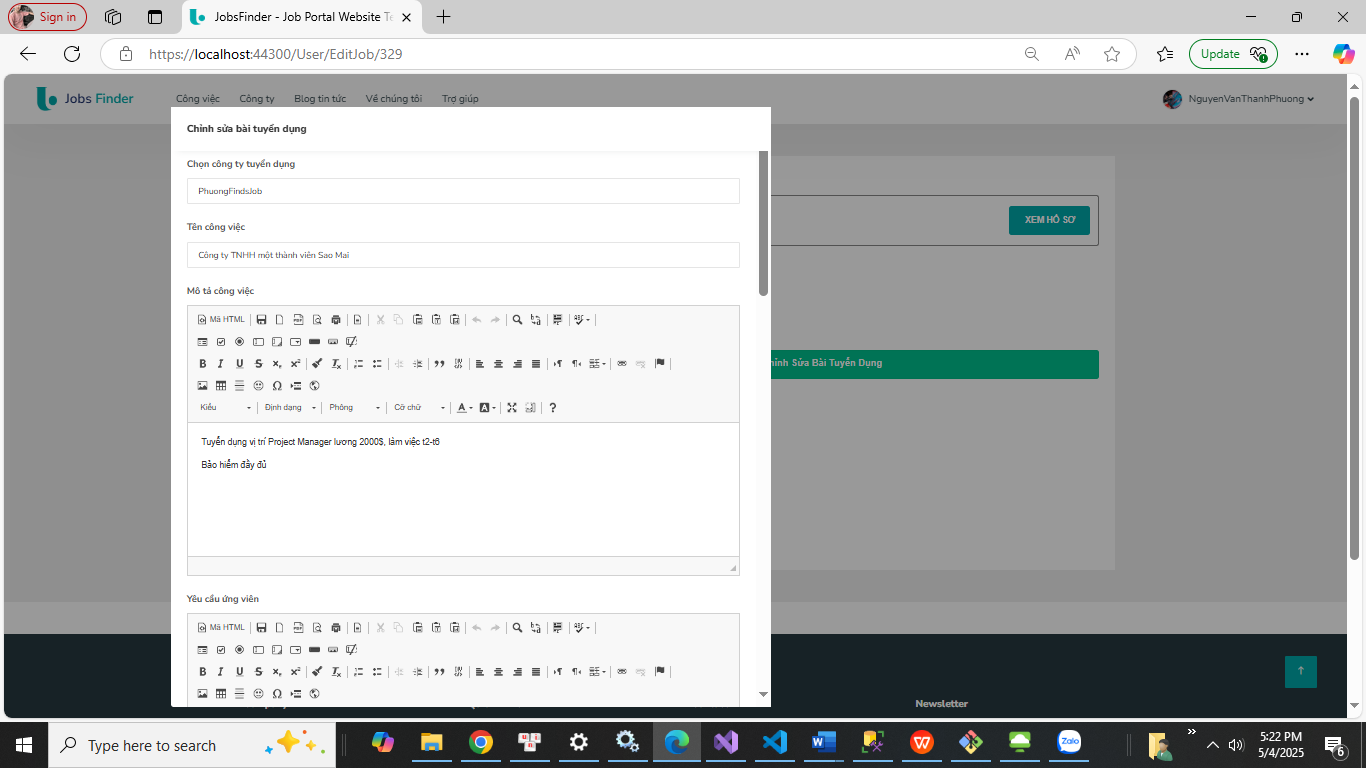 Sign in
JobsFinder - Job Portal Website Te
https://localhost:44300/User/EditJob/329
Update
Jobs Finder
Công việc
Công ty
Blog tin tức
Về chúng tôi
Trợ giúp
NguyenVanThanhPhuong
Chỉnh sửa bài tuyển dụng
Chọn công ty tuyển dụng
PhuongFindsJob
XEM HỒ SƠ
Tên công việc
Công ty TNHH một thành viên Sao Mai
Mô tả công việc
Mã HTML
Kiểu
Định dạng
Phông
Cỡ chữ
hỉnh Sửa Bài Tuyển Dụng
Tuyển dụng vị trí Project Manager lương 2000$, làm việc t2-t6
Bảo hiểm đầy đủ
Yêu cầu ứng viên
Mã HTML
Newsletter
Type here to search
Zalo
5:22 PM
5/4/2025
6